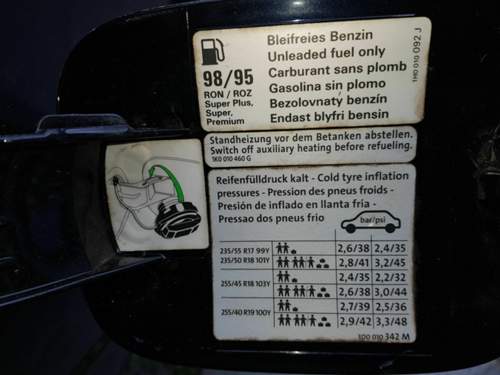 Bleifreies Benzin
Unleaded fuel only
Carburant sans plomb
Gasolina sin plomo
Bezolovnatý benzín
Endast blyfri bensin
98/95
RON / ROZ
Super Plus,
Super,
Premium
1H0 010 092 J
Standheizung vor dem Betanken abstellen.
Switch off auxiliary heating before refueling.
1K0 010 460 G
Reifenfülldruck kalt - Cold tyre inflation
pressures - Pression des pneus froids -
Presión de inflado en llanta fria -
Pressao dos pneus frio
bar/psi
235/55 R17 99Y 2,6/38 2,4/35
235/50 R18 101Y 2,8/41 3,2/45
255/45 R18 103Y 2,4/35 2,2/32
2,6/38 3,0/44
255/40 R19 100Y 2,7/39 2,5/36
2,9/42 3,3/48
342 M